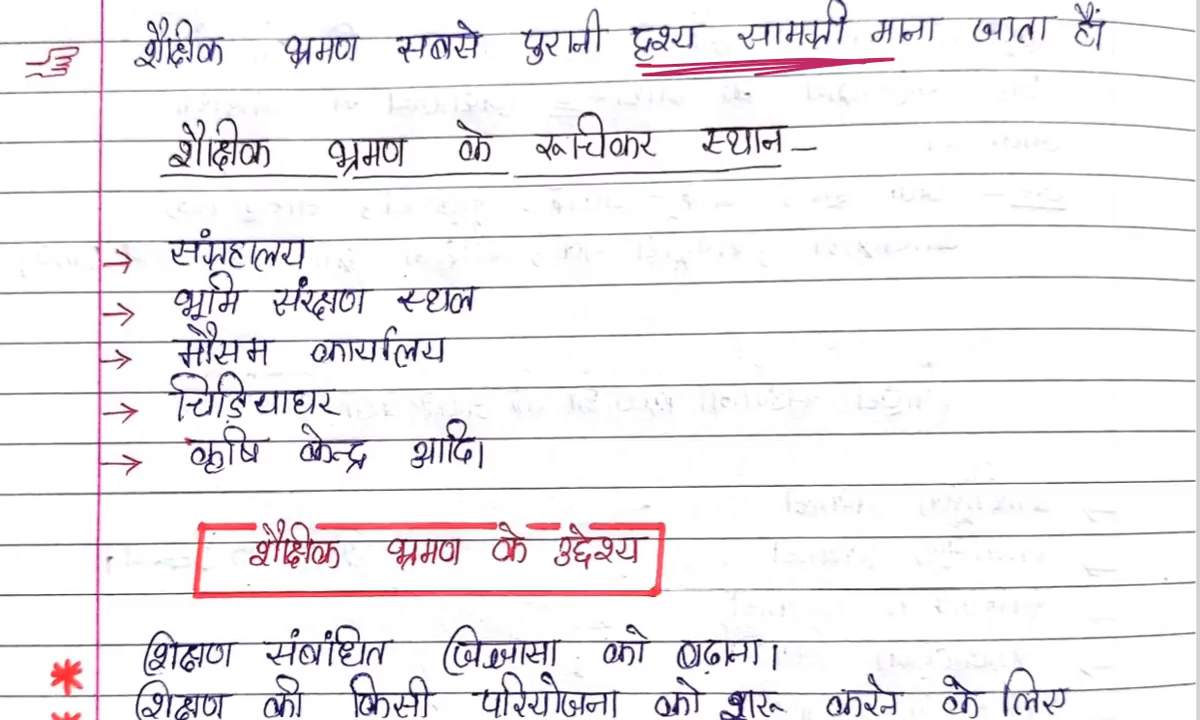 शैक्षीक भ्रमण सबसे पुरानी दृश्य सामग्री माना जाता है।
शैक्षीक भ्रमण के रूचिकर स्थान –
→ संग्रहालय
→ भूमि संरक्षण स्थल
→ मौसम कार्यालय
→ चिड़ियाघर
→ कृषि केन्द्र आदि।
शैक्षीक भ्रमण के उद्देश्य
* शिक्षण संबंधित जिज्ञासा को बढ़ाना।
* शिक्षण की किसी परियोजना को शुरू करने के लिए